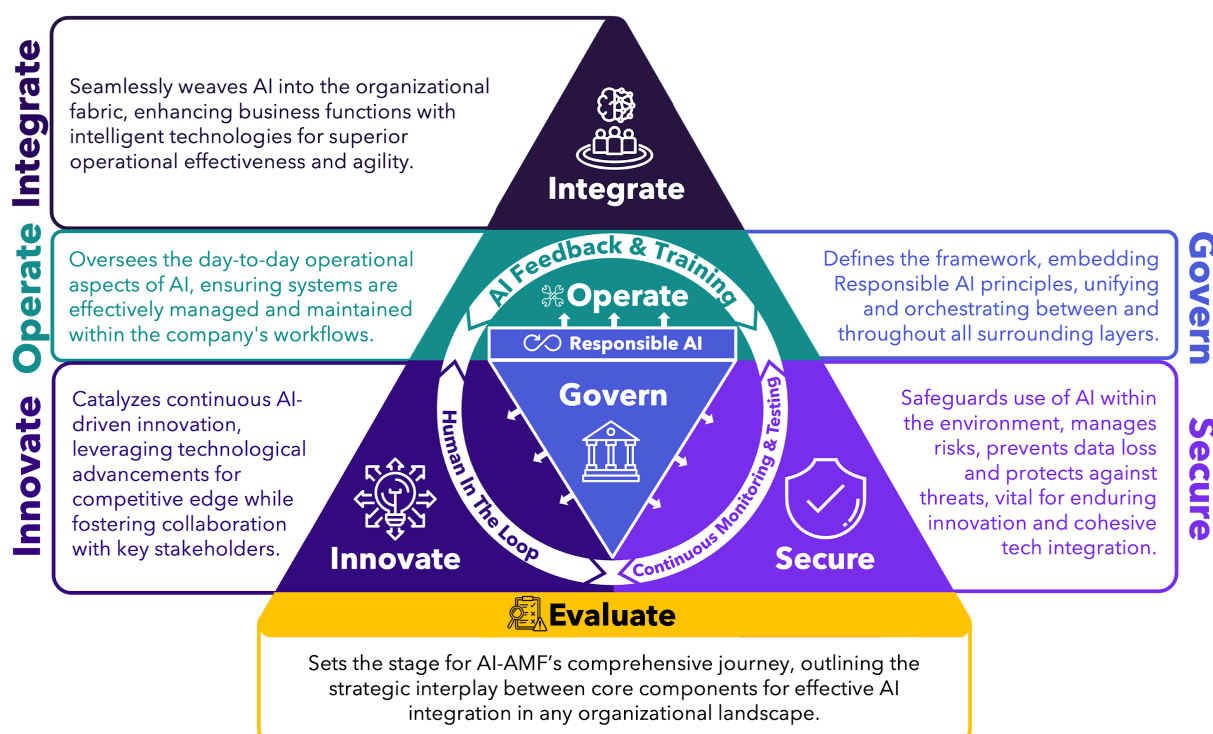 Integrate
Seamlessly weaves AI into the organizational
fabric, enhancing business functions with
intelligent technologies for superior
operational effectiveness and agility.
Integrate
Operate
Oversees the day-to-day operational
aspects of AI, ensuring systems are
effectively managed and maintained
within the company's workflows.
AI Feedback & Training
Operate
Responsible AI
Govern
Defines the framework, embedding
Responsible AI principles, unifying
and orchestrating between and
throughout all surrounding layers.
Govern
Innovate
Catalyzes continuous AI-
driven innovation,
leveraging technological
advancements for
competitive edge while
fostering collaboration
with key stakeholders.
Human In The Loop
Innovate
Continuous Monitoring & Testing
Secure
Safeguards use of AI within
the environment, manages
risks, prevents data loss
and protects against
threats, vital for enduring
innovation and cohesive
tech integration.
Secure
Evaluate
Sets the stage for AI-AMF’s comprehensive journey, outlining the
strategic interplay between core components for effective AI
integration in any organizational landscape.